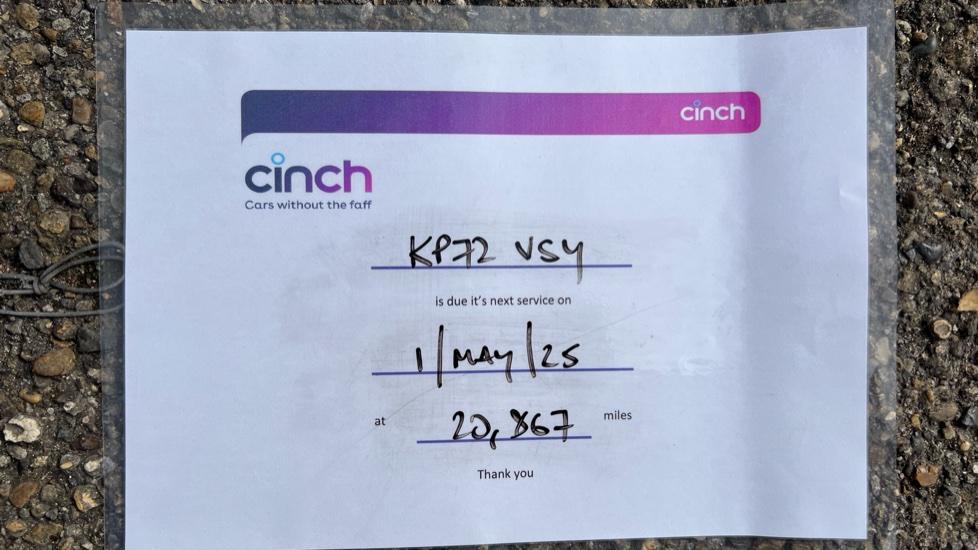 cinch
cinch
Cars without the faff
KP72 VSY
is due it's next service on
1/MAY/25
at 20,867 miles
Thank you